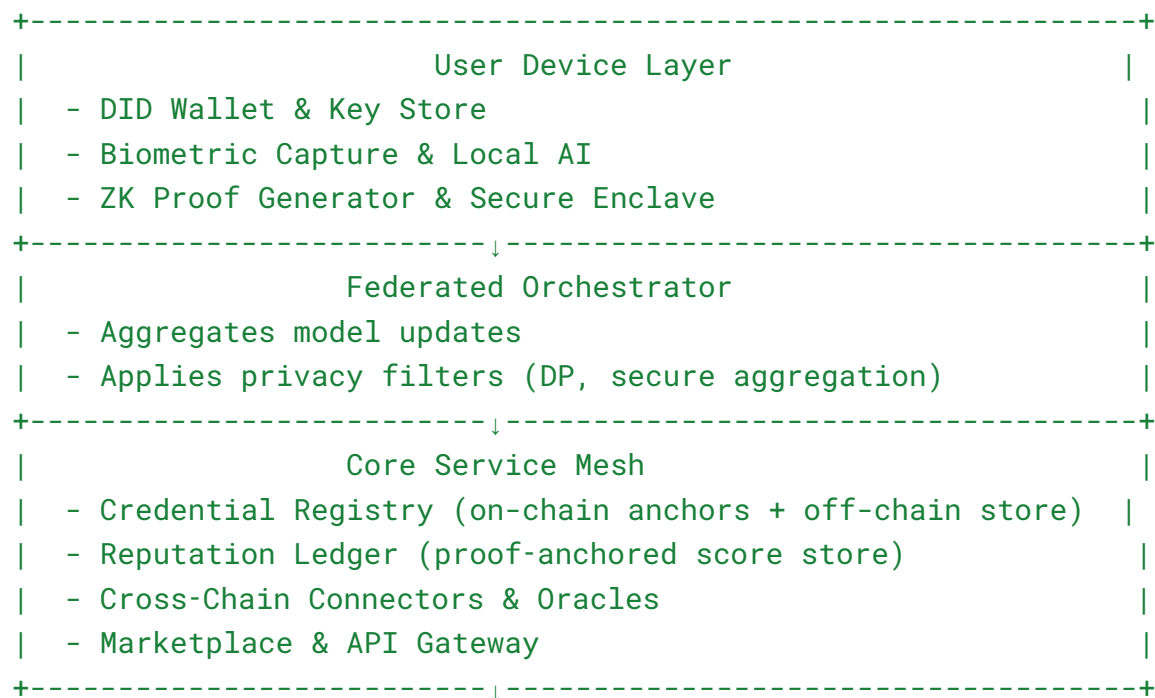 +---------------------------------------------------------------+
|                       User Device Layer                      |
|  - DID Wallet & Key Store                                     |
|  - Biometric Capture & Local AI                               |
|  - ZK Proof Generator & Secure Enclave                        |
+--------------------------↓------------------------------------+
|                  Federated Orchestrator                       |
|  - Aggregates model updates                                   |
|  - Applies privacy filters (DP, secure aggregation)           |
+--------------------------↓------------------------------------+
|                  Core Service Mesh                            |
|  - Credential Registry (on-chain anchors + off-chain store)  |
|  - Reputation Ledger (proof-anchored score store)             |
|  - Cross-Chain Connectors & Oracles                           |
|  - Marketplace & API Gateway                                  |
+--------------------------↓------------------------------------+